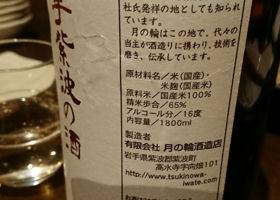 手紫波の酒
杜氏発祥の地としても知られ
ています。
月の輪はこの地で、代々の
当主が酒造りに携わり、技術を
磨き、伝承しています。
原材料名／米(国産)・
米麹(国産米)
原料米／国産米100%
精米歩合／65%
アルコール分／16度
内容量／1800ml
製造者
有限会社 月の輪酒造店
岩手県紫波郡紫波町
高水寺字向畑101
http://www.tsukinowa-
iwate.com